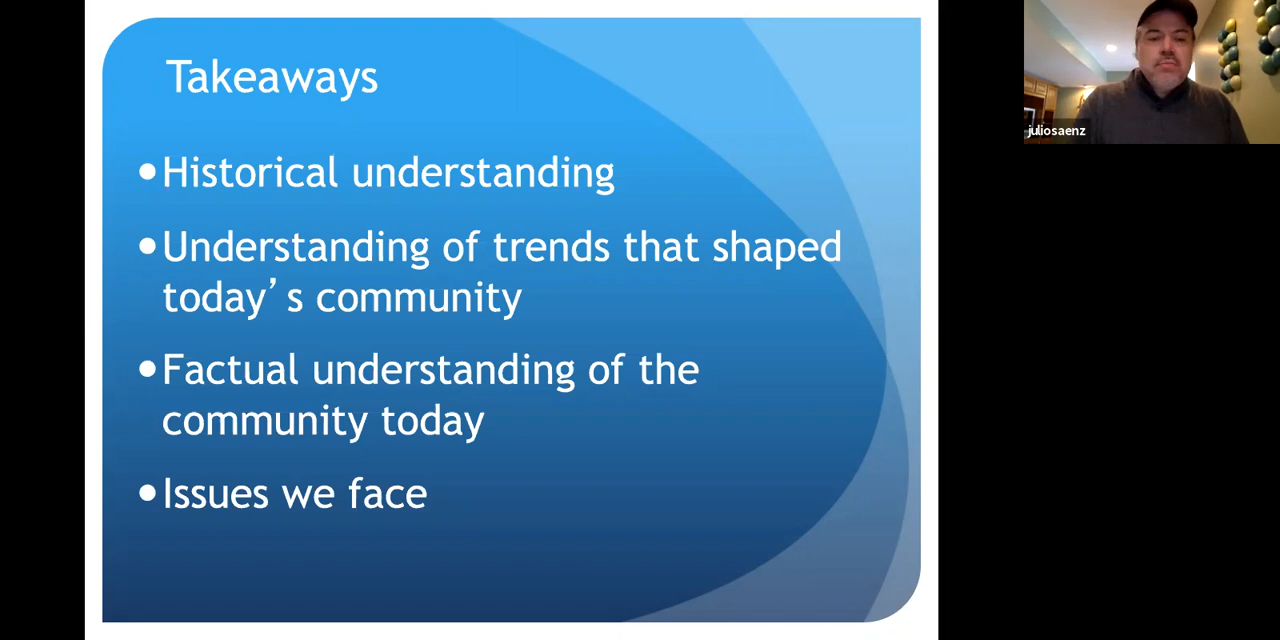 Takeaways
•Historical understanding
•Understanding of trends that shaped
today’s community
•Factual understanding of the
community today
•Issues we face
juliosaenz